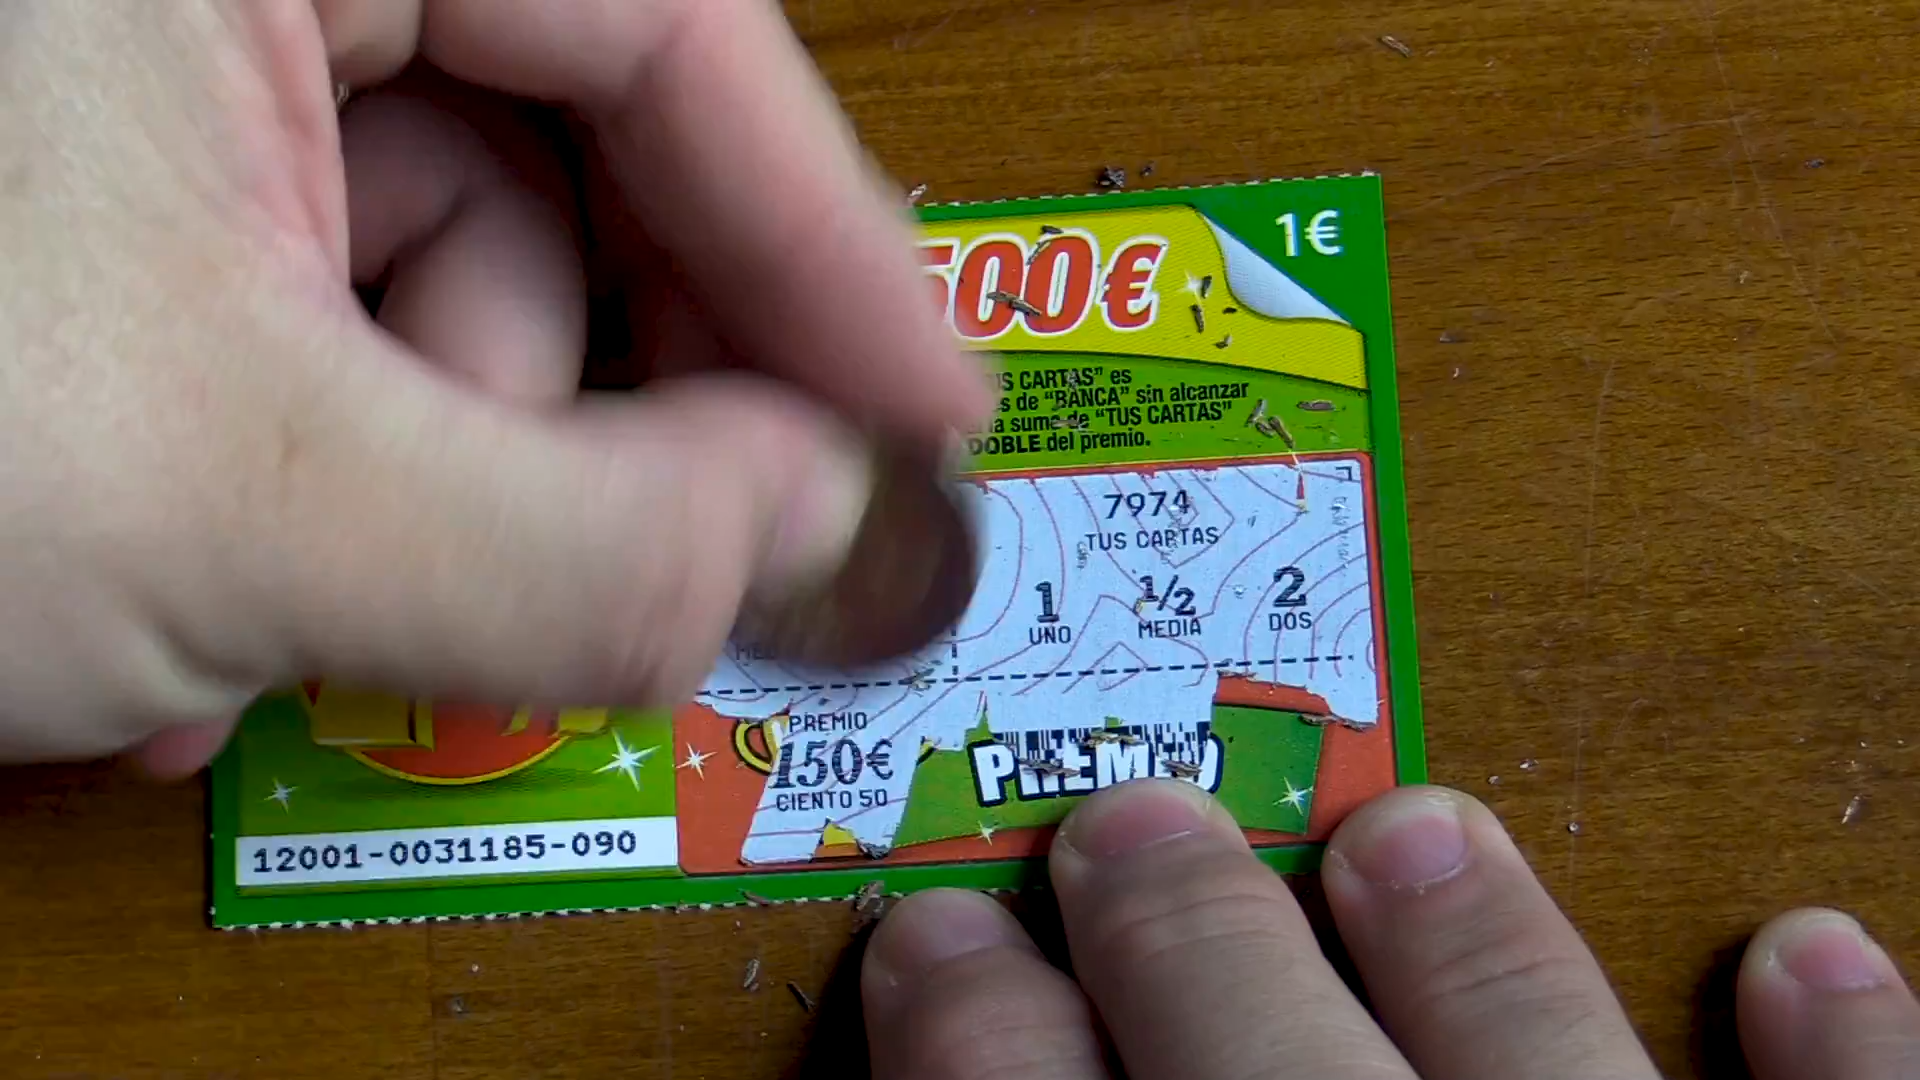 1€
500€
TUS CARTAS" es
de "BANCA" sin alcanzar
la suma de "TUS CARTAS"
DOBLE del premio.
7974
TUS CARTAS
1 1/2 2
UNO MEDIA DOS
PREMIO
150€
CIENTO 50
PREMIO
12001-0031185-090